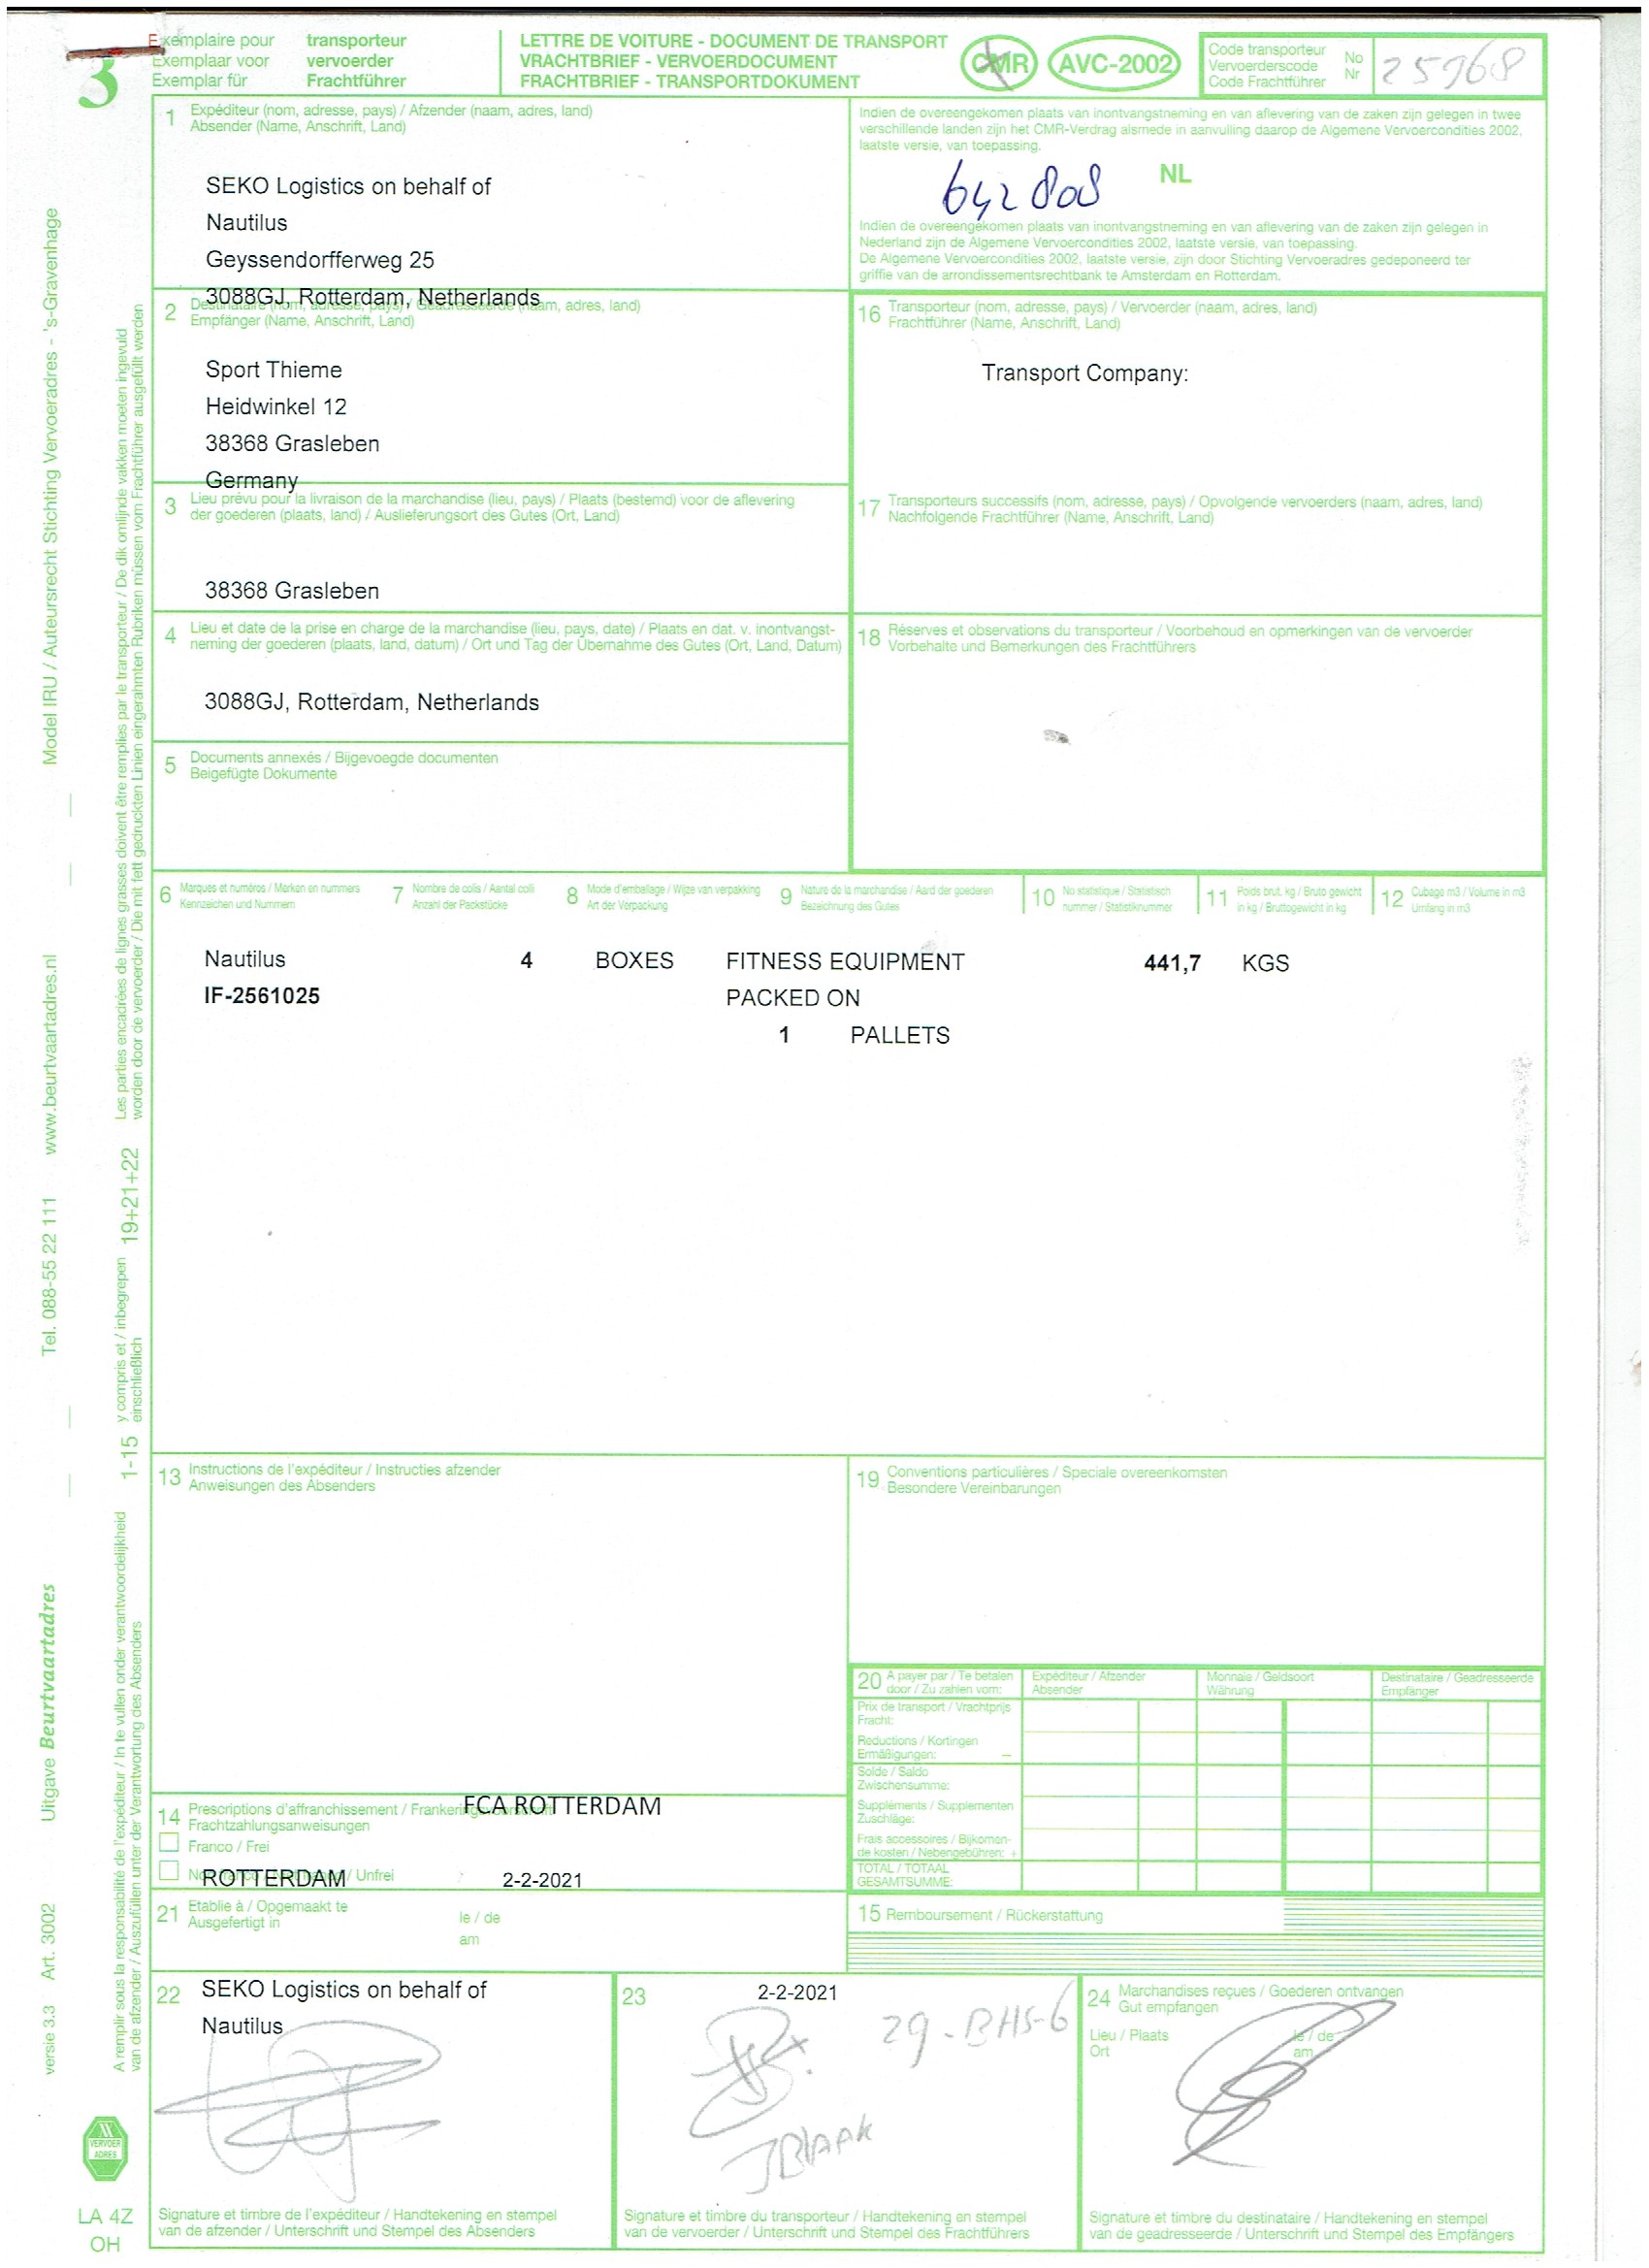 3
Exemplaire pour transporteur
Exemplaar voor vervoerder
Exemplar für Frachtführer
LETTRE DE VOITURE - DOCUMENT DE TRANSPORT
VRACHTBRIEF - VERVOERDOCUMENT
FRACHTBRIEF - TRANSPORTDOKUMENT
CMR
AVC-2002
Code transporteur
Vervoerderscode
Code Frachtführer
No
Nr
25968
1 Expéditeur (nom, adresse, pays) / Afzender (naam, adres, land)
Absender (Name, Anschrift, Land)
SEKO Logistics on behalf of
Nautilus
Geyssendorfferweg 25
3088GJ, Rotterdam, Netherlands
Indien de overeengekomen plaats van inontvangstneming en van aflevering van de zaken zijn gelegen in twee
verschillende landen zijn het CMR-Verdrag alsmede in aanvulling daarop de Algemene Vervoercondities 2002,
laatste versie, van toepassing.
642808
NL
Indien de overeengekomen plaats van inontvangstneming en van aflevering van de zaken zijn gelegen in
Nederland zijn de Algemene Vervoercondities 2002, laatste versie, van toepassing.
De Algemene Vervoercondities 2002, laatste versie, zijn door Stichting Vervoeradres gedeponeerd ter
griffie van de arrondissementsrechtbank te Amsterdam en Rotterdam.
2 Destinataire (nom, adresse, pays) / Geadresseerde (naam, adres, land)
Empfänger (Name, Anschrift, Land)
Sport Thieme
Heidwinkel 12
38368 Grasleben
Germany
16 Transporteur (nom, adresse, pays) / Vervoerder (naam, adres, land)
Frachtführer (Name, Anschrift, Land)
Transport Company:
3 Lieu prévu pour la livraison de la marchandise (lieu, pays) / Plaats (bestemd) voor de aflevering
der goederen (plaats, land) / Auslieferungsort des Gutes (Ort, Land)
38368 Grasleben
17 Transporteurs successifs (nom, adresse, pays) / Opvolgende vervoerders (naam, adres, land)
Nachfolgende Frachtführer (Name, Anschrift, Land)
4 Lieu et date de la prise en charge de la marchandise (lieu, pays, date) / Plaats en dat. v. inontvangst-
neming der goederen (plaats, land, datum) / Ort und Tag der Übernahme des Gutes (Ort, Land, Datum)
3088GJ, Rotterdam, Netherlands
18 Réserves et observations du transporteur / Voorbehoud en opmerkingen van de vervoerder
Vorbehalte und Bemerkungen des Frachtführers
5 Documents annexés / Bijgevoegde documenten
Beigefügte Dokumente
6 Marques et numéros / Merken en nummers
Kennzeichen und Nummern
7 Nombre de colis / Aantal colli
Anzahl der Packstücke
8 Mode d'emballage / Wijze van verpakking
Art der Verpackung
9 Nature de la marchandise / Aard der goederen
Bezeichnung des Gutes
10 No statistique / Statistisch
nummer / Statistiknummer
11 Poids brut, kg / Bruto gewicht
in kg / Bruttogewicht in kg
12 Cubage m3 / Volume in m3
Umfang in m3
Nautilus 4 BOXES FITNESS EQUIPMENT 441,7 KGS
IF-2561025 PACKED ON
1 PALLETS
13 Instructions de l'expéditeur / Instructies afzender
Anweisungen des Absenders
19 Conventions particulières / Speciale overeenkomsten
Besondere Vereinbarungen
20 A payer par / Te betalen
door / Zu zahlen vom:
Expéditeur / Afzender
Absender
Monnaie / Geldsoort
Währung
Destinataire / Geadresseerde
Empfänger
Prix de transport / Vrachtprijs
Fracht:
Reductions / Kortingen
Ermäßigungen: –
Solde / Saldo
Zwischensumme:
Suppléments / Supplementen
Zuschläge:
Frais accessoires / Bijkomen-
de kosten / Nebengebühren: +
TOTAL / TOTAAL
GESAMTSUMME:
14 Prescriptions d'affranchissement / Frankeringsvoorschrift
Frachtzahlungsanweisungen
FCA ROTTERDAM
Franco / Frei
/ Unfrei
ROTTERDAM 2-2-2021
21 Etablie à / Opgemaakt te
Ausgefertigt in
le / de
am
15 Remboursement / Rückerstattung
22 SEKO Logistics on behalf of
Nautilus
Signature et timbre de l'expéditeur / Handtekening en stempel
van de afzender / Unterschrift und Stempel des Absenders
23 2-2-2021
29-BHS-6
JBlaak
Signature et timbre du transporteur / Handtekening en stempel
van de vervoerder / Unterschrift und Stempel des Frachtführers
24 Marchandises reçues / Goederen ontvangen
Gut empfangen
Lieu / Plaats
Ort
le / de
am
Signature et timbre du destinataire / Handtekening en stempel
van de geadresseerde / Unterschrift und Stempel des Empfängers
Model IRU / Auteursrecht Stichting Vervoeradres - 's-Gravenhage
www.beurtvaartadres.nl
Tel. 088-55 22 111
Uitgave Beurtvaartadres
Art. 3002
versie 3.3
Les parties encadrées de lignes grasses doivent être remplies par le transporteur / De dik omlijnde vakken moeten ingevuld
worden door de vervoerder / Die mit fett gedruckten Linien eingerahmten Rubriken müssen vom Frachtführer ausgefüllt werden
19+21+22
y compris et / inbegrepen
einschließlich
1-15
A remplir sous la responsabilité de l'expéditeur / In te vullen onder verantwoordelijkheid
van de afzender / Auszufüllen unter der Verantwortung des Absenders
VERVOER
ADRES
LA 4Z
OH